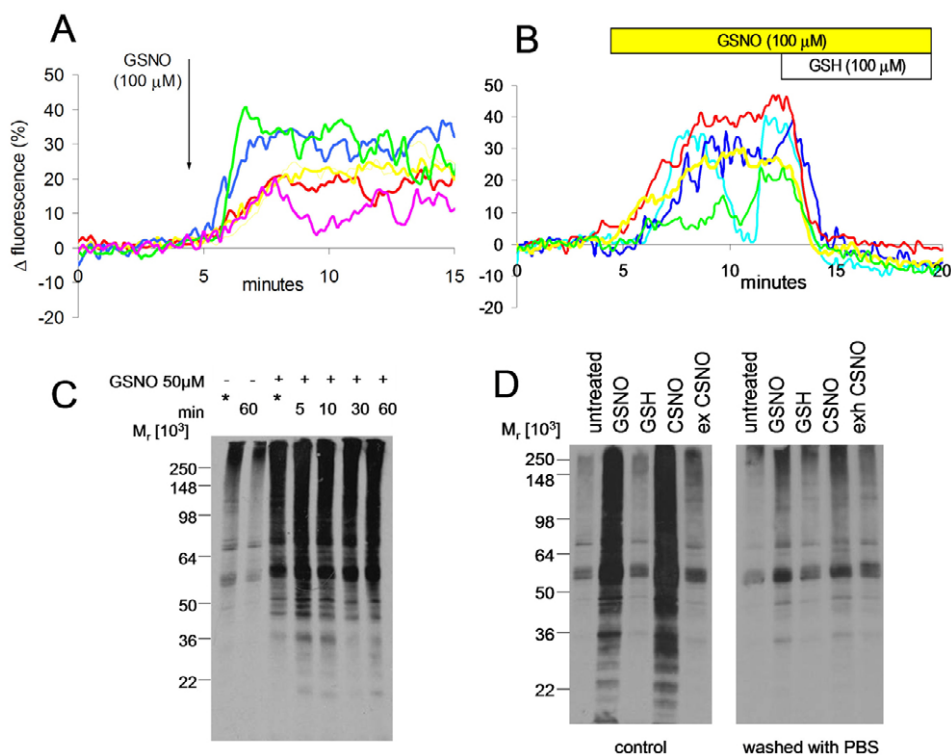 A
GSNO
(100 µM)
Δ fluorescence (%)
50
40
30
20
10
0
-10
-20
0
5
10
15
minutes
B
GSNO (100 µM)
GSH (100 µM)
50
40
30
20
10
0
-10
-20
0
5
10
15
20
minutes
C
GSNO 50µM - - + + + + +
* 60 * 5 10 30 60
min
Mr [10³]
250
148
98
64
50
36
22
D
untreated GSNO GSH CSNO ex CSNO
untreated GSNO GSH CSNO exh CSNO
Mr [10³]
250
148
98
64
50
36
22
control
washed with PBS